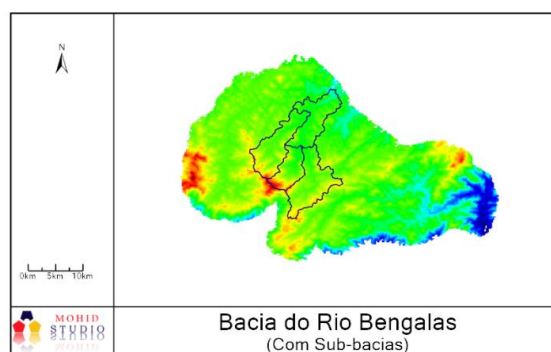 N
0km 5km 10km
MOHID
STUDIO
Bacia do Rio Bengalas
(Com Sub-bacias)